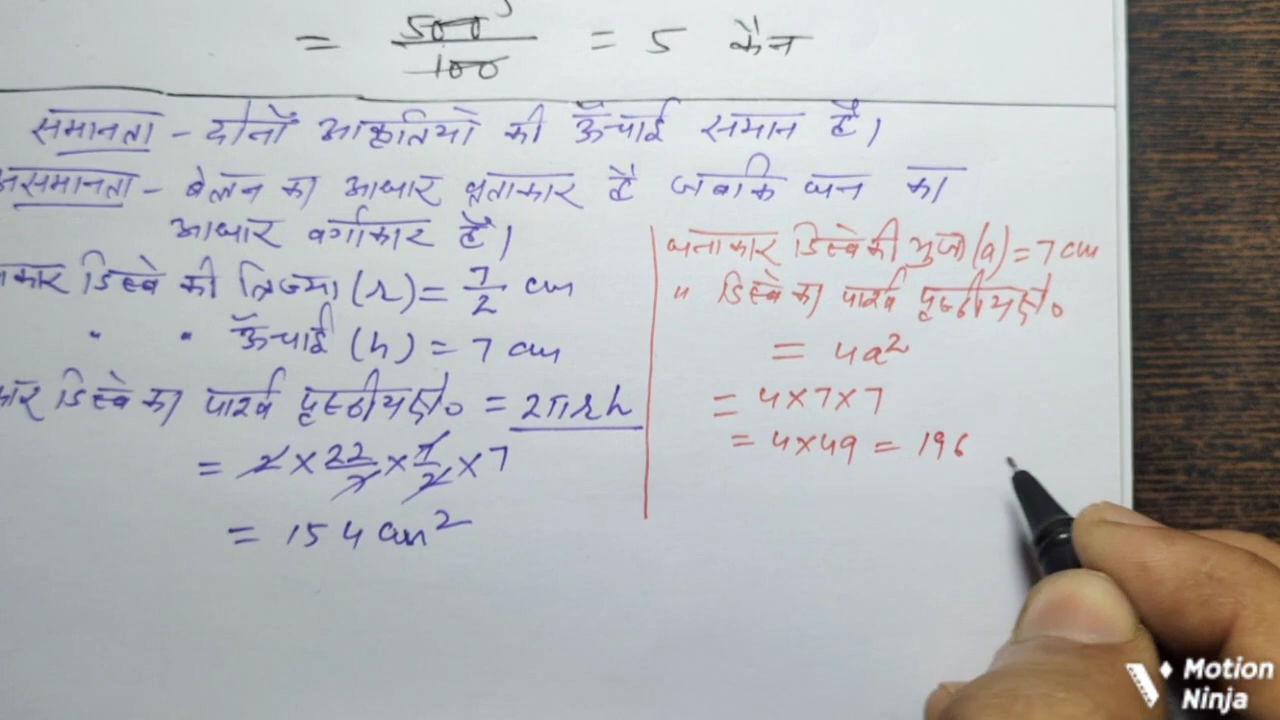 = 500 5 / 100 = 5 कैन
समानता - दोनों आकृतियों की ऊँचाई समान है।
असमानता - बेलन का आधार वृताकार है जबकि घन का
आधार वर्गाकार है।
कार डिब्बे की त्रिज्या (r) = 7/2 cm
" " ऊँचाई (h) = 7 cm
कार डिब्बे का पार्श्व पृष्ठीय क्षे० = 2πrh
= 2 × 22/7 × 7/2 × 7
= 154 cm²
घनाकार डिब्बे की भुजा (a) = 7 cm
" डिब्बे का पार्श्व पृष्ठीय क्षे०
= 4a²
= 4×7×7
= 4×49 = 196
Motion
Ninja